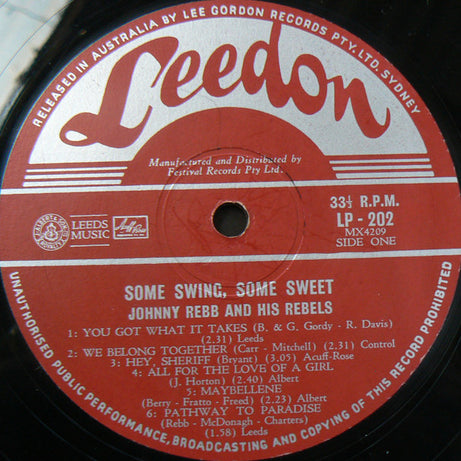 RELEASED IN AUSTRALIA BY LEE GORDON RECORDS PTY. LTD. SYDNEY
Leedon
Manufactured and Distributed by
Festival Records Pty Ltd.
33⅓ R.P.M.
LP - 202
MX4209
SIDE ONE
LEEDS
MUSIC
SOME SWING, SOME SWEET
JOHNNY REBB AND HIS REBELS
1: YOU GOT WHAT IT TAKES (B. & G. Gordy - R. Davis)
(2.31) Leeds
2: WE BELONG TOGETHER (Carr - Mitchell) (2.31) Control
3: HEY, SHERIFF (Bryant) (3.05) Acuff-Rose
4: ALL FOR THE LOVE OF A GIRL
(J. Horton) (2.40) Albert
5: MAYBELLENE
(Berry - Fratto - Freed) (2.23) Albert
6: PATHWAY TO PARADISE
(Rebb - McDonagh - Charters)
(1.58) Leeds
UNAUTHORISED PUBLIC PERFORMANCE, BROADCASTING AND COPYING OF THIS RECORD PROHIBITED